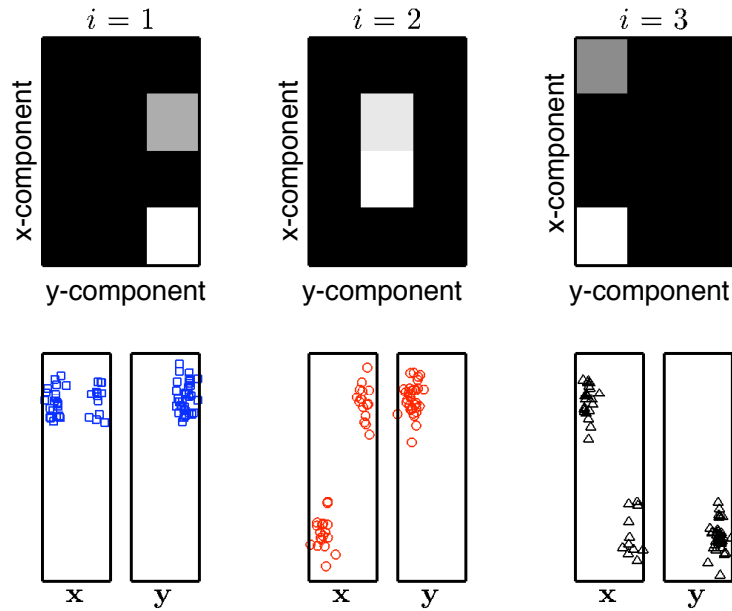 i = 1
i = 2
i = 3
x-component
x-component
x-component
y-component
y-component
y-component
x
y
x
y
x
y